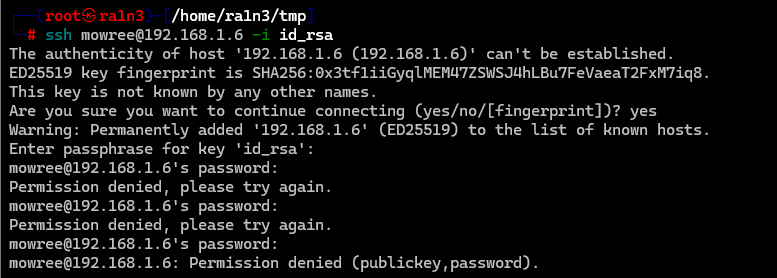 ┌──(root㉿ra1n3)-[/home/ra1n3/tmp]
└─# ssh mowree@192.168.1.6 -i id_rsa
The authenticity of host '192.168.1.6 (192.168.1.6)' can't be established.
ED25519 key fingerprint is SHA256:0x3tf1iiGyqlMEM47ZSWSJ4hLBu7FeVaeaT2FxM7iq8.
This key is not known by any other names.
Are you sure you want to continue connecting (yes/no/[fingerprint])? yes
Warning: Permanently added '192.168.1.6' (ED25519) to the list of known hosts.
Enter passphrase for key 'id_rsa':
mowree@192.168.1.6's password:
Permission denied, please try again.
mowree@192.168.1.6's password:
Permission denied, please try again.
mowree@192.168.1.6's password:
mowree@192.168.1.6: Permission denied (publickey,password).